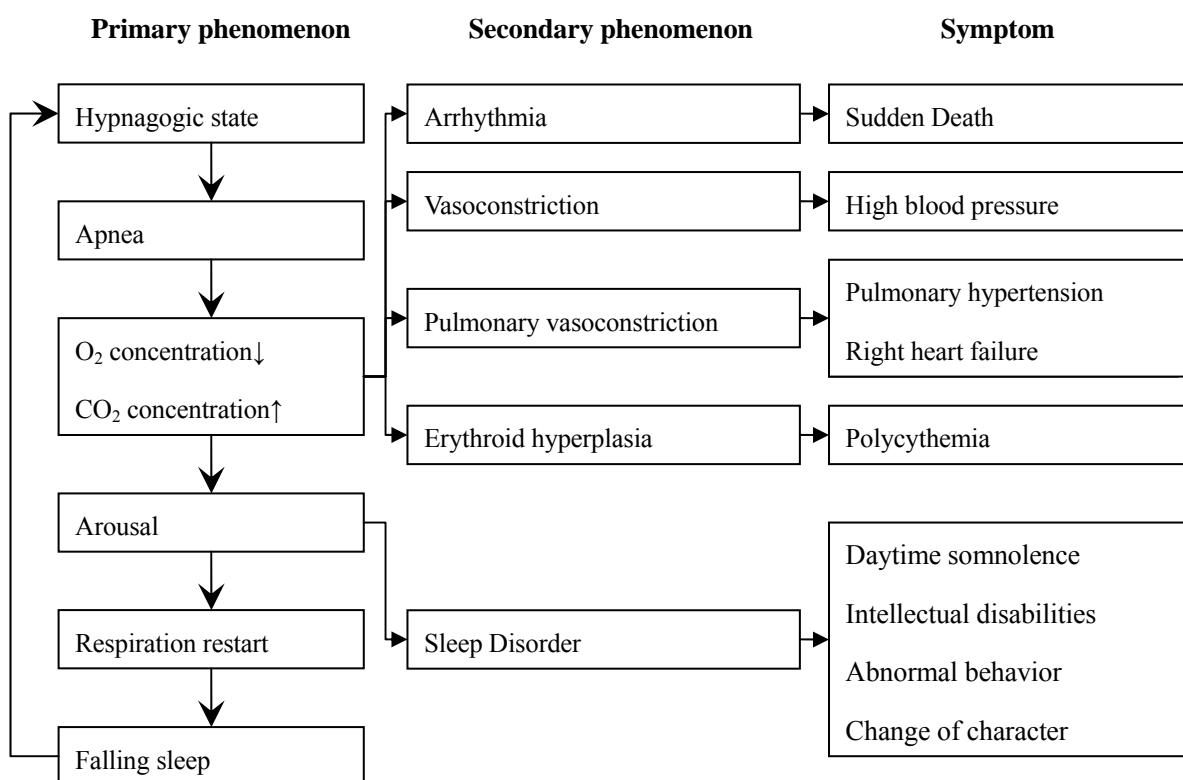 Primary phenomenon
Secondary phenomenon
Symptom
Hypnagogic state
Apnea
O₂ concentration↓
CO₂ concentration↑
Arousal
Respiration restart
Falling sleep
Arrhythmia
Vasoconstriction
Pulmonary vasoconstriction
Erythroid hyperplasia
Sleep Disorder
Sudden Death
High blood pressure
Pulmonary hypertension
Right heart failure
Polycythemia
Daytime somnolence
Intellectual disabilities
Abnormal behavior
Change of character